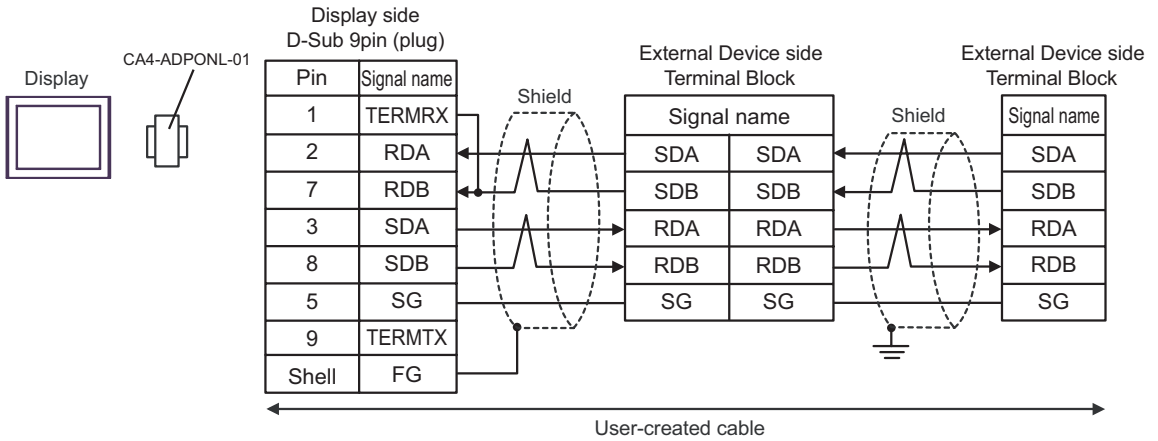 Display side
D-Sub 9pin (plug)
CA4-ADPONL-01
Display
External Device side
Terminal Block
External Device side
Terminal Block
Pin Signal name
Shield
Signal name
Shield
Signal name
1 TERMRX
2 RDA
SDA SDA
SDA
7 RDB
SDB SDB
SDB
3 SDA
RDA RDA
RDA
8 SDB
RDB RDB
RDB
5 SG
SG SG
SG
9 TERMTX
Shell FG
User-created cable